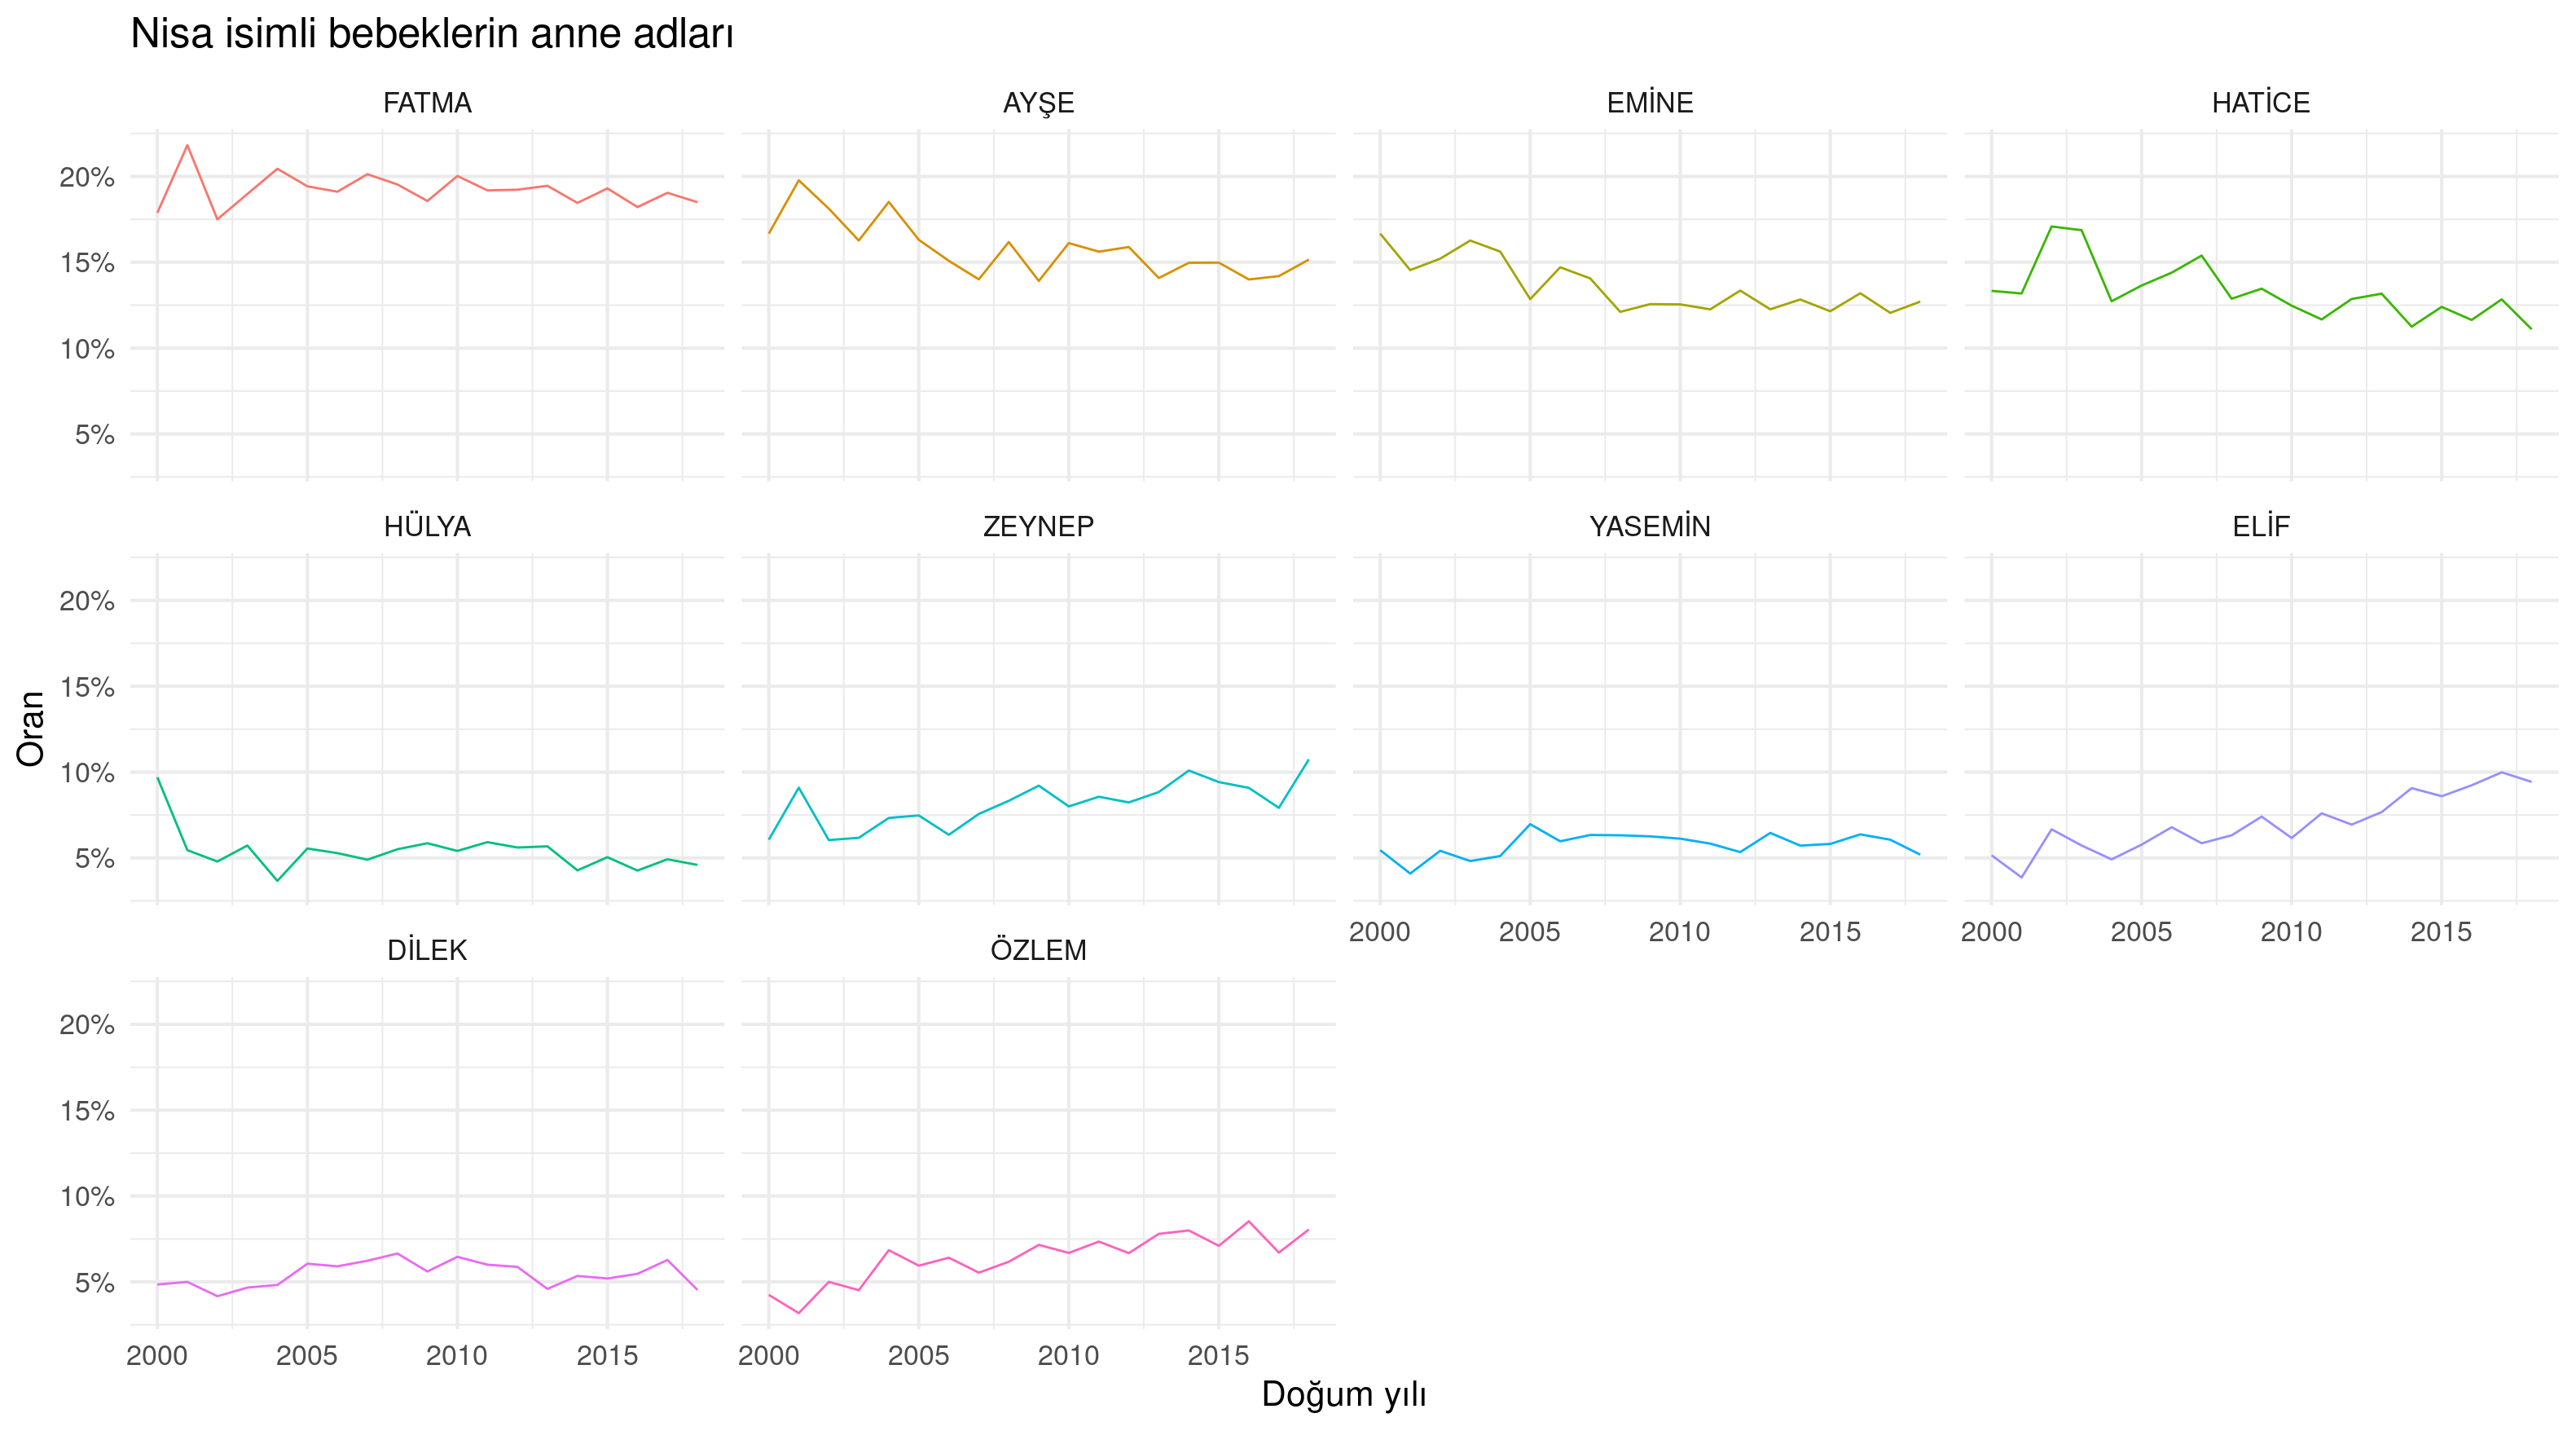 Nisa isimli bebeklerin anne adları
FATMA
AYŞE
EMİNE
HATİCE
20%
15%
10%
5%
HÜLYA
ZEYNEP
YASEMİN
ELİF
20%
15%
10%
5%
2000 2005 2010 2015
2000 2005 2010 2015
DİLEK
ÖZLEM
20%
15%
10%
5%
2000 2005 2010 2015
2000 2005 2010 2015
Oran
Doğum yılı